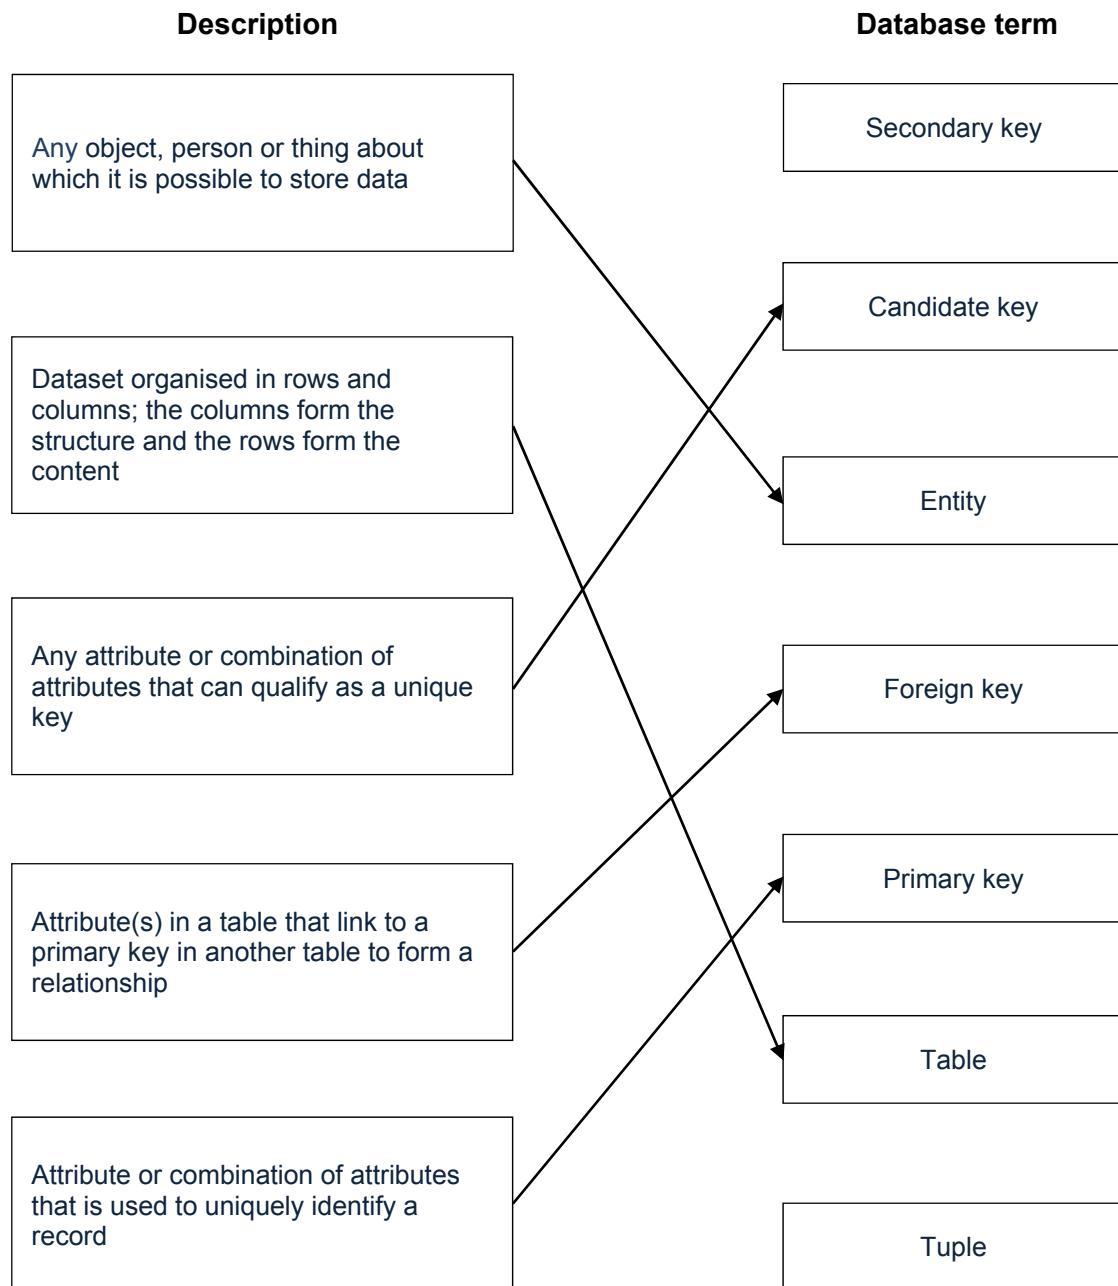 Description
Database term
Any object, person or thing about
which it is possible to store data
Secondary key
Candidate key
Dataset organised in rows and
columns; the columns form the
structure and the rows form the
content
Entity
Any attribute or combination of
attributes that can qualify as a unique
key
Foreign key
Primary key
Attribute(s) in a table that link to a
primary key in another table to form a
relationship
Table
Attribute or combination of attributes
that is used to uniquely identify a
record
Tuple